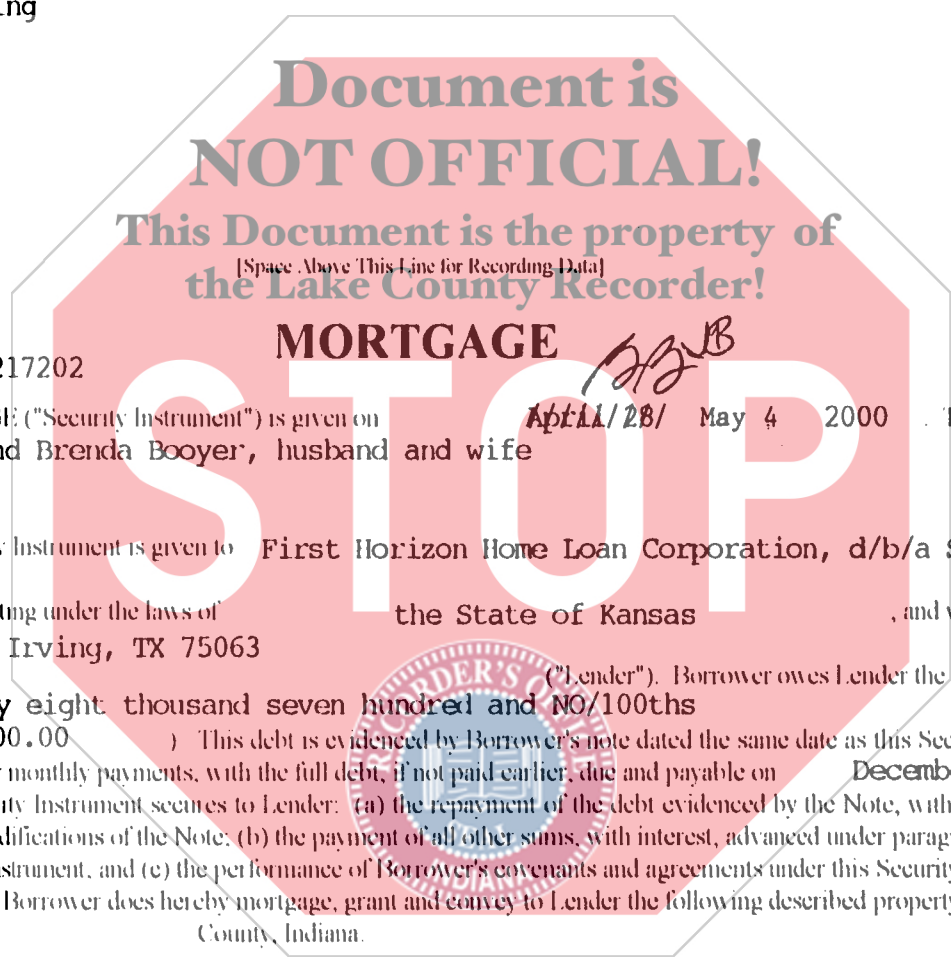 ing
Document is
NOT OFFICIAL!
This Document is the property of
[Space Above This Line for Recording Data]
the Lake County Recorder!
MORTGAGE
217202
STOP
E ("Security Instrument") is given on April/28/ May 4 2000
nd Brenda Booyer, husband and wife
Instrument is given to First Horizon Home Loan Corporation, d/b/a S
ting under the laws of the State of Kansas , and
Irving, TX 75063
("Lender"). Borrower owes Lender the
y eight thousand seven hundred and NO/100ths
00.00 ) This debt is evidenced by Borrower's note dated the same date as this Sec
monthly payments, with the full debt, if not paid earlier, due and payable on Decemb
ity Instrument secures to Lender: (a) the repayment of the debt evidenced by the Note, with
difications of the Note; (b) the payment of all other sums, with interest, advanced under parag
strument, and (c) the performance of Borrower's covenants and agreements under this Security
Borrower does hereby mortgage, grant and convey to Lender the following described property
County, Indiana.
RECORDER'S OFFICE
INDIANA